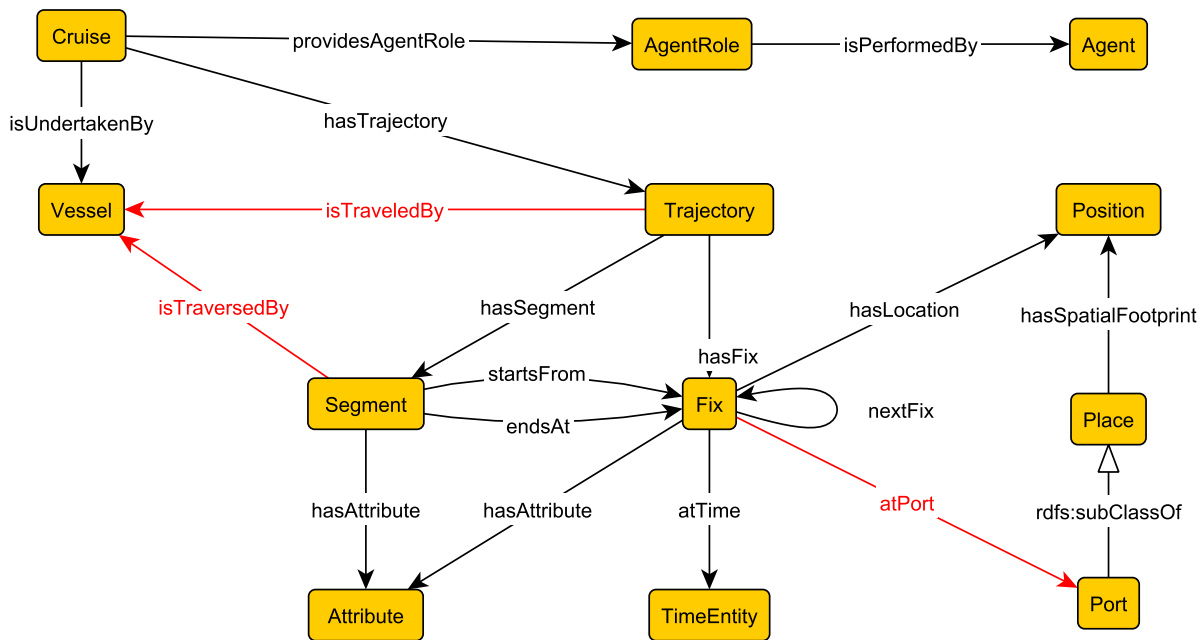 Cruise
providesAgentRole
AgentRole
isPerformedBy
Agent
isUndertakenBy
hasTrajectory
Vessel
isTraveledBy
Trajectory
Position
isTraversedBy
hasSegment
hasLocation
hasSpatialFootprint
hasFix
startsFrom
Segment
Fix
nextFix
Place
endsAt
hasAttribute
hasAttribute
atTime
atPort
rdfs:subClassOf
Attribute
TimeEntity
Port